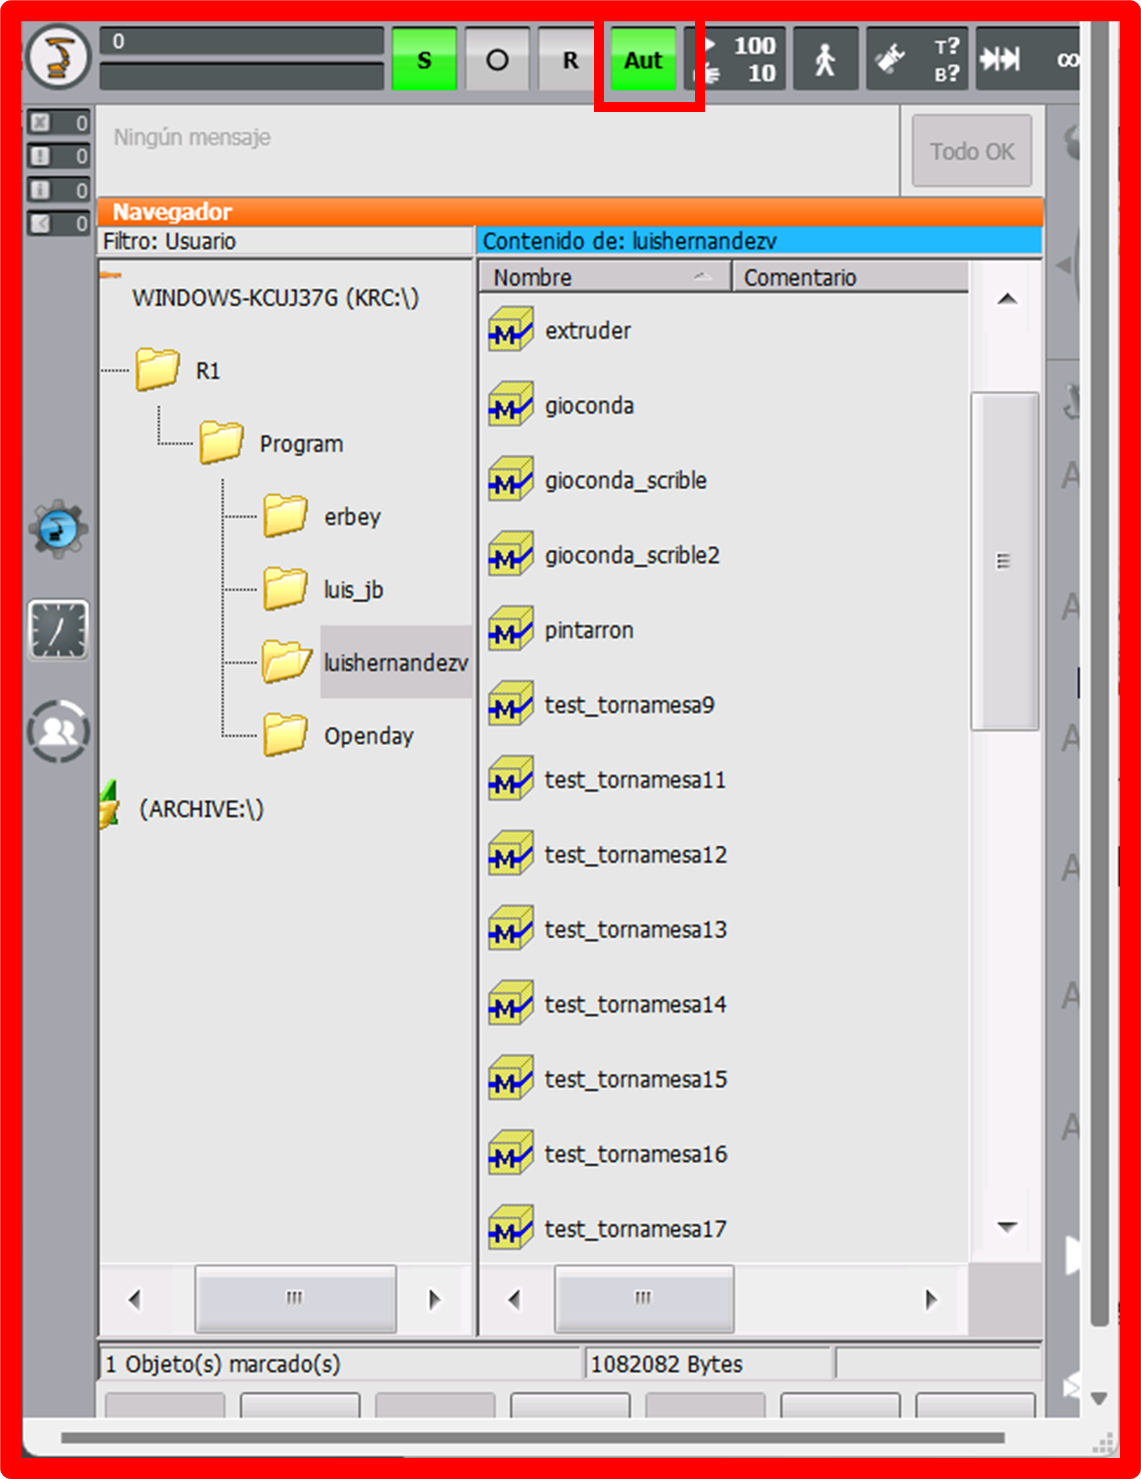 0
S O R Aut 100 10 T? B? ∞
0
0
0
0
Ningún mensaje
Todo OK
Navegador
Filtro: Usuario
Contenido de: luishernandezv
Nombre Comentario
WINDOWS-KCUJ37G (KRC:\)
R1
Program
erbey
luis_jb
luishernandezv
Openday
(ARCHIVE:\)
extruder
gioconda
gioconda_scrible
gioconda_scrible2
pintarron
test_tornamesa9
test_tornamesa11
test_tornamesa12
test_tornamesa13
test_tornamesa14
test_tornamesa15
test_tornamesa16
test_tornamesa17
A
A
A
A
A
A
1 Objeto(s) marcado(s)
1082082 Bytes